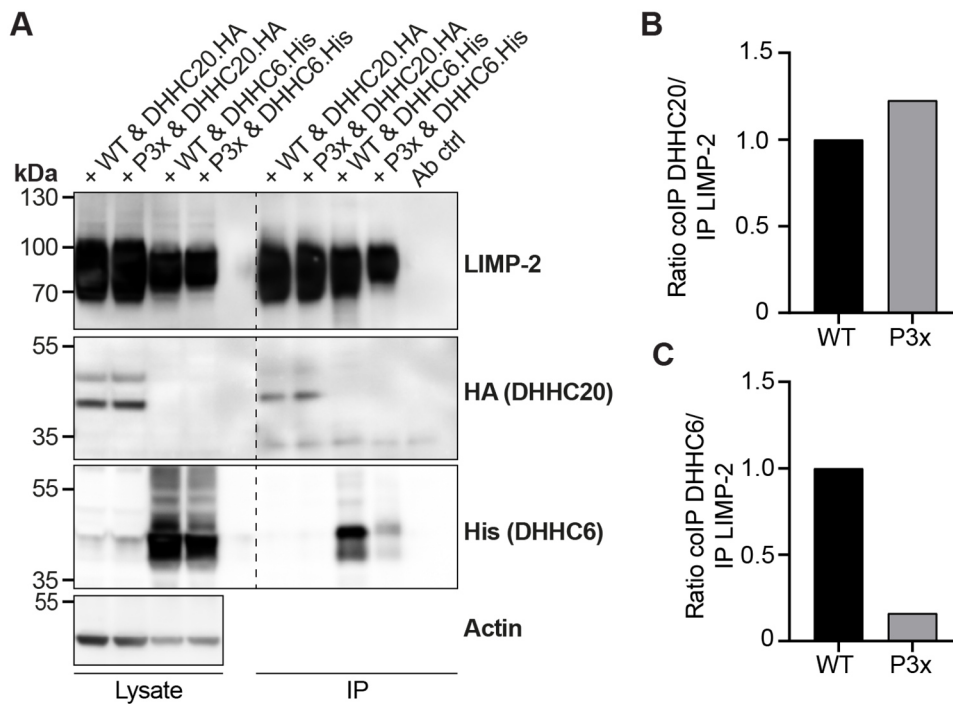 A
+ WT & DHHC20.HA
+ P3x & DHHC20.HA
+ WT & DHHC6.His
+ P3x & DHHC6.His
+ WT & DHHC20.HA
+ P3x & DHHC20.HA
+ WT & DHHC6.His
+ P3x & DHHC6.His
Ab ctrl
kDa
130
100
70
LIMP-2
55
35
HA (DHHC20)
55
35
His (DHHC6)
55
Actin
Lysate
IP
B
Ratio coIP DHHC20/
IP LIMP-2
1.5
1.0
0.5
0
WT
P3x
C
Ratio coIP DHHC6/
IP LIMP-2
1.5
1.0
0.5
0
WT
P3x